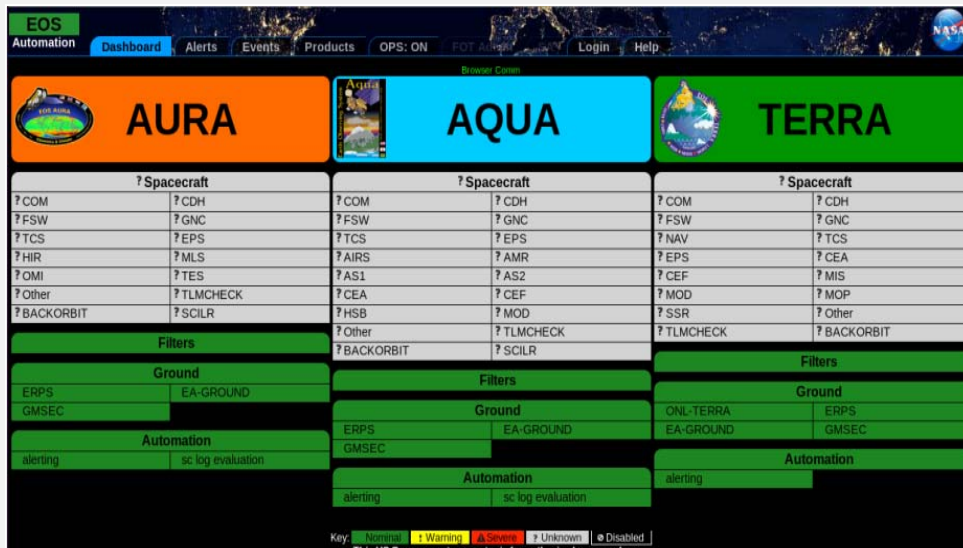 EOS
Automation
Dashboard Alerts Events Products OPS: ON Login Help
NASA
Browser Comm
EOS AURA
AURA
Aqua
AQUA
TERRA
? Spacecraft
? COM ? CDH
? FSW ? GNC
? TCS ? EPS
? HIR ? MLS
? OMI ? TES
? Other ? TLMCHECK
? BACKORBIT ? SCILR
Filters
Ground
ERPS EA-GROUND
GMSEC
Automation
alerting sc log evaluation
? Spacecraft
? COM ? CDH
? FSW ? GNC
? TCS ? EPS
? AIRS ? AMR
? AS1 ? AS2
? CEA ? CEF
? HSB ? MOD
? Other ? TLMCHECK
? BACKORBIT ? SCILR
Filters
Ground
ERPS EA-GROUND
GMSEC
Automation
alerting sc log evaluation
? Spacecraft
? COM ? CDH
? FSW ? GNC
? NAV ? TCS
? EPS ? CEA
? CEF ? MIS
? MOD ? MOP
? SSR ? Other
? TLMCHECK ? BACKORBIT
Filters
Ground
ONL-TERRA ERPS
EA-GROUND GMSEC
Automation
alerting
Key: Nominal ! Warning Severe ? Unknown Disabled